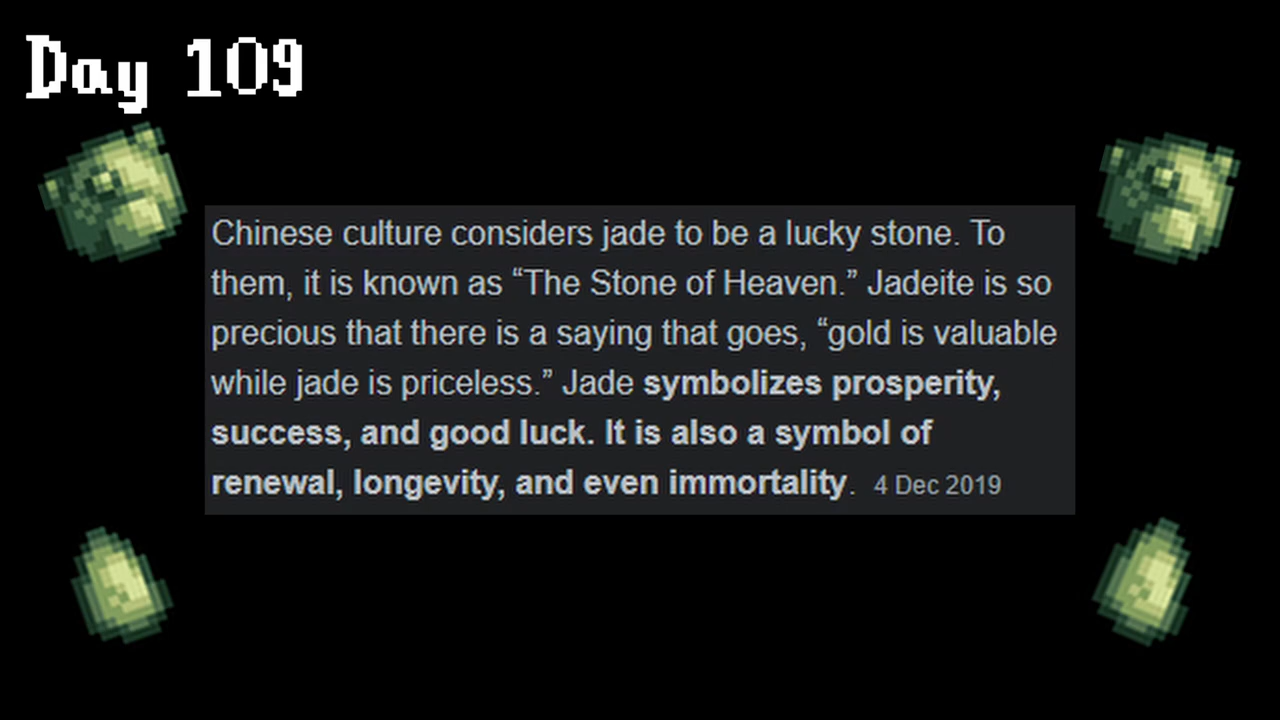 Day 109
Chinese culture considers jade to be a lucky stone. To
them, it is known as “The Stone of Heaven.” Jadeite is so
precious that there is a saying that goes, “gold is valuable
while jade is priceless.” Jade symbolizes prosperity,
success, and good luck. It is also a symbol of
renewal, longevity, and even immortality. 4 Dec 2019